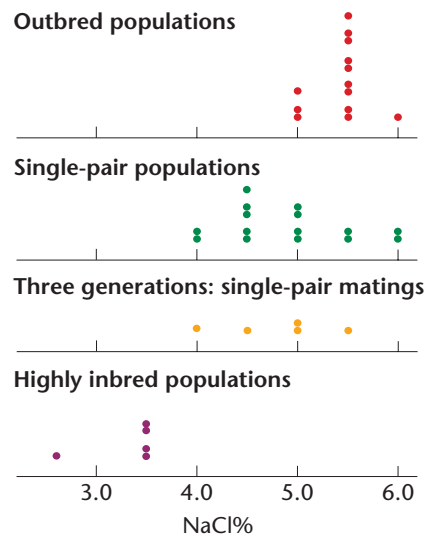 Outbred populations
Single-pair populations
Three generations: single-pair matings
Highly inbred populations
3.0 4.0 5.0 6.0
NaCl%